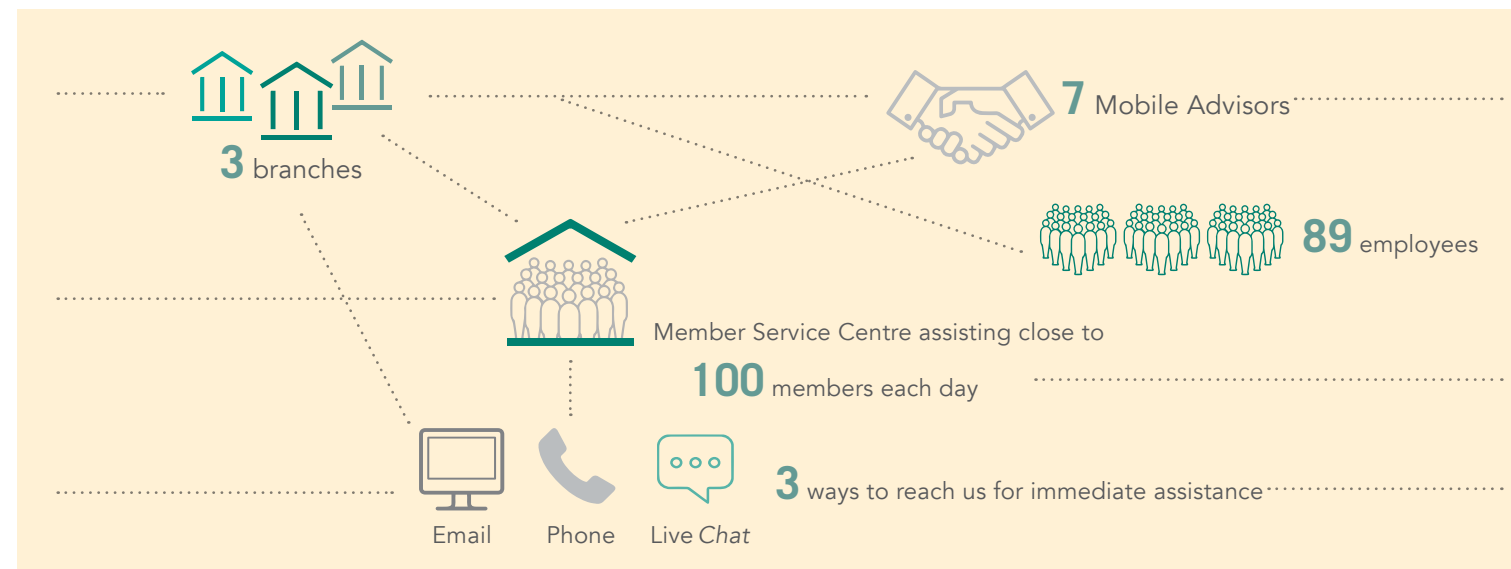 3 branches
7 Mobile Advisors
89 employees
Member Service Centre assisting close to
100 members each day
3 ways to reach us for immediate assistance
Email Phone Live Chat